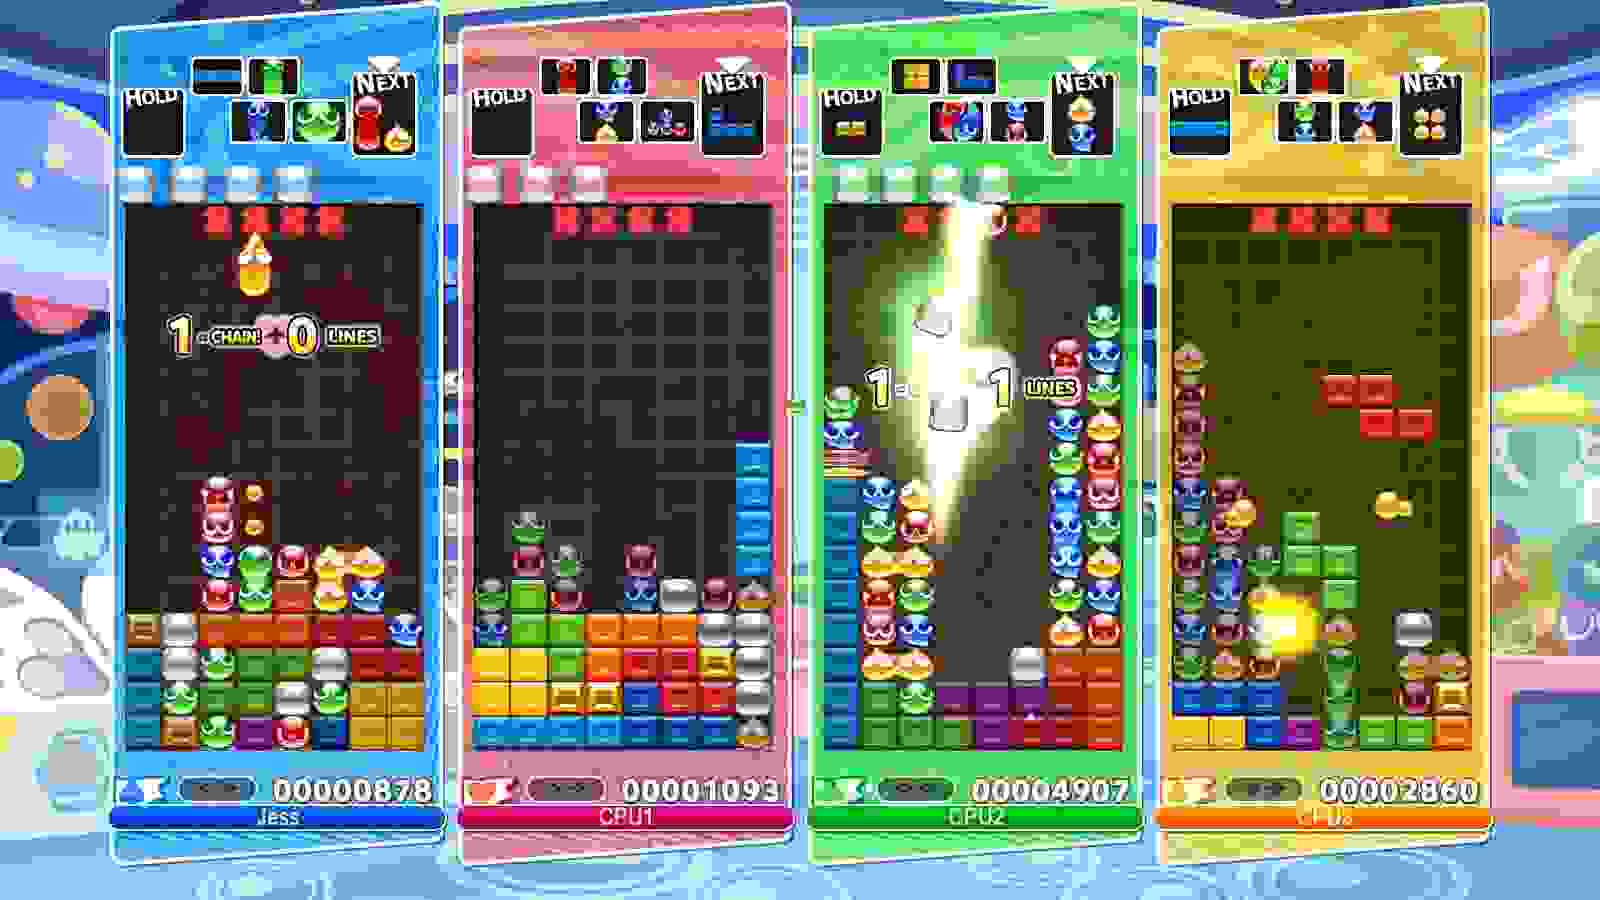 HOLD NEXT
HOLD NEXT
HOLD NEXT
HOLD NEXT
1-CHAIN! + 0 LINES
1 1 LINES
00000878
00001093
00004907
00002860
Jess
CPU1
CPU2
CPU3